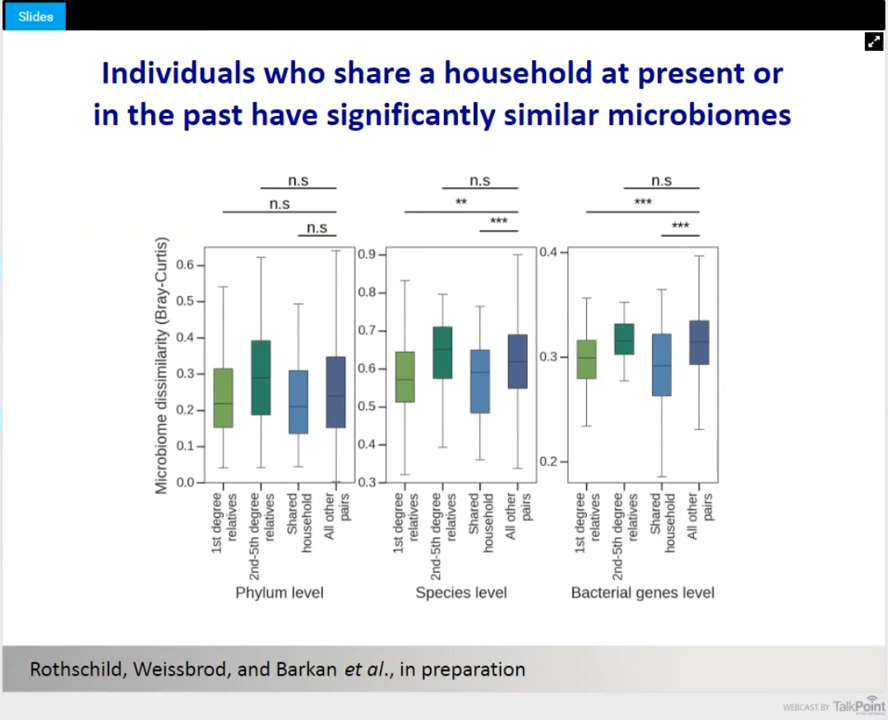 Slides
Individuals who share a household at present or
in the past have significantly similar microbiomes
n.s
n.s
n.s
n.s
**
***
n.s
***
***
Microbiome dissimilarity (Bray-Curtis)
0.6
0.5
0.4
0.3
0.2
0.1
0.0
0.9
0.8
0.7
0.6
0.5
0.4
0.3
0.4
0.3
0.2
1st degree
relatives
2nd-5th degree
relatives
Shared
household
All other
pairs
1st degree
relatives
2nd-5th degree
relatives
Shared
household
All other
pairs
1st degree
relatives
2nd-5th degree
relatives
Shared
household
All other
pairs
Phylum level
Species level
Bacterial genes level
Rothschild, Weissbrod, and Barkan et al., in preparation
WEBCAST BY TalkPoint